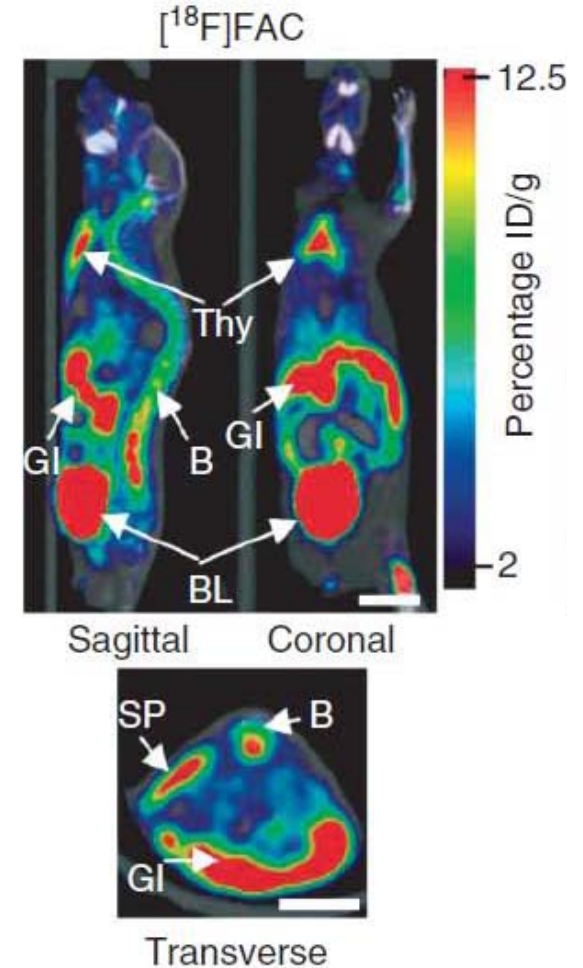 [¹⁸F]FAC
12.5
Percentage ID/g
2
Thy
GI
B
GI
BL
Sagittal
Coronal
SP
B
GI
Transverse